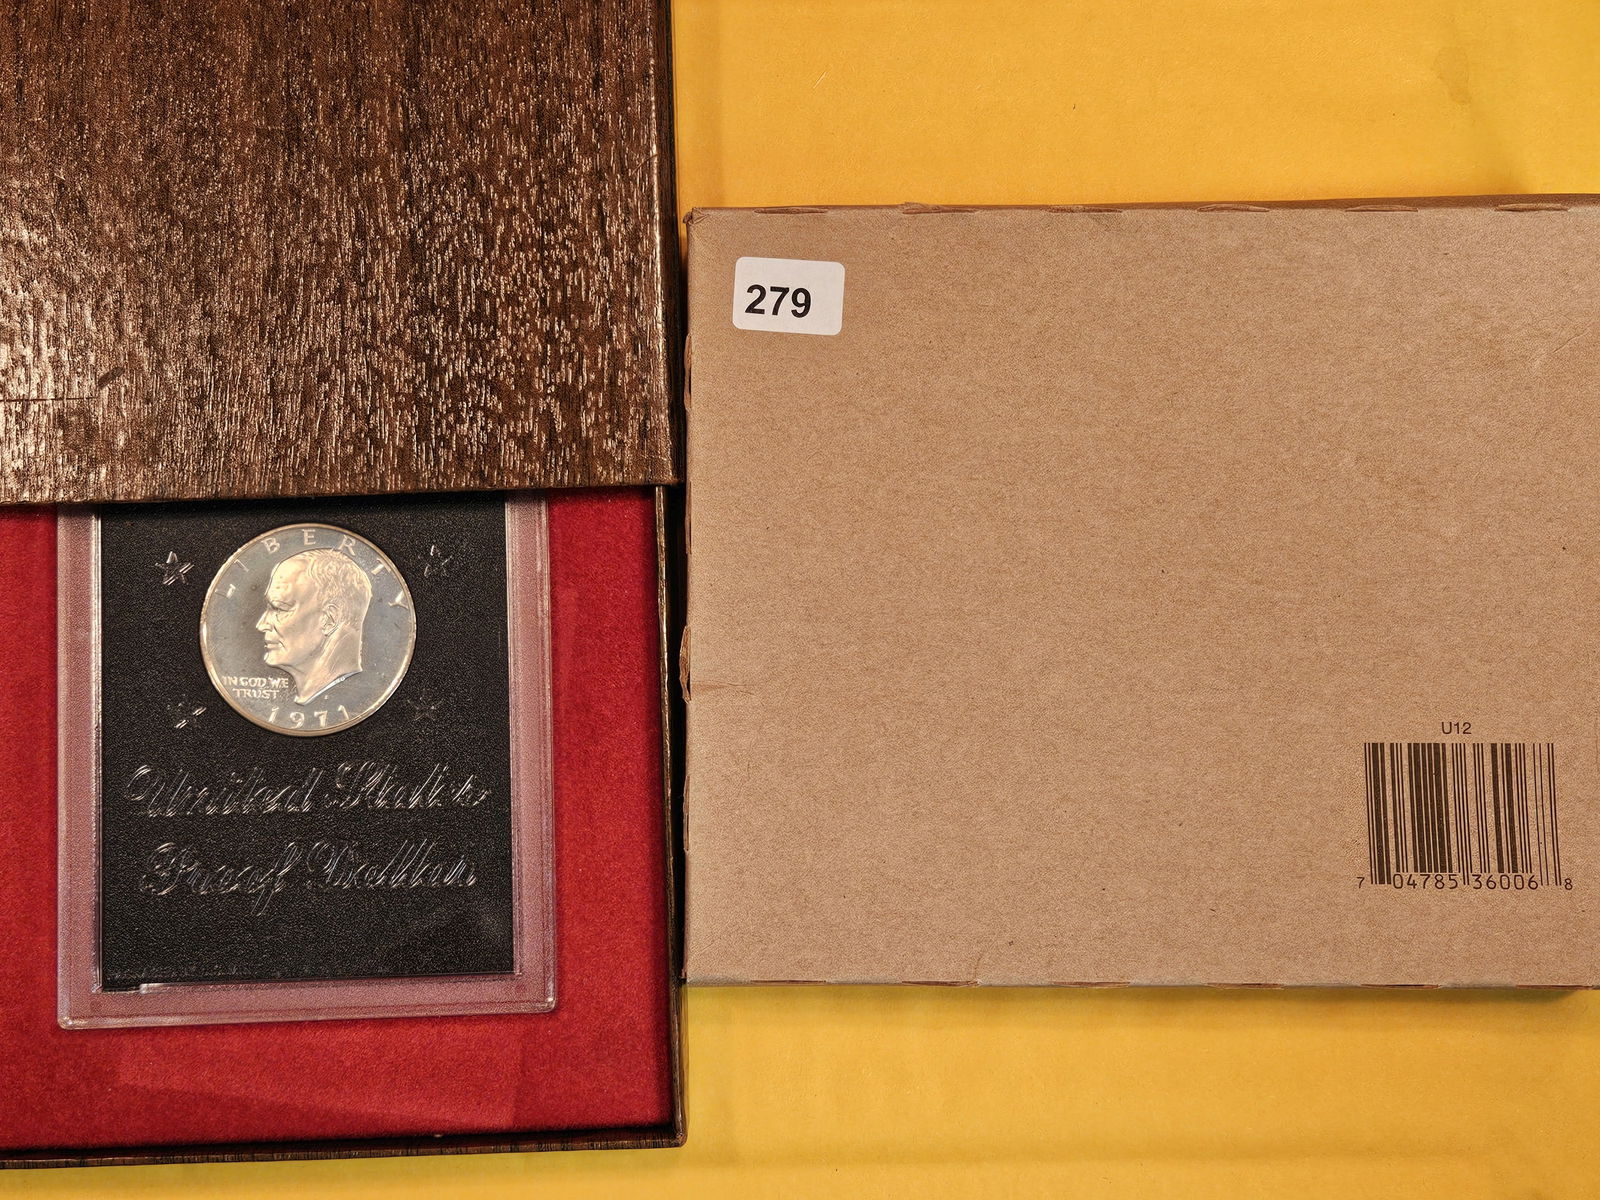 LIBERTY
IN GOD WE
TRUST
1971
United States
Proof Dollar
279
U12
7 04785 36006 8